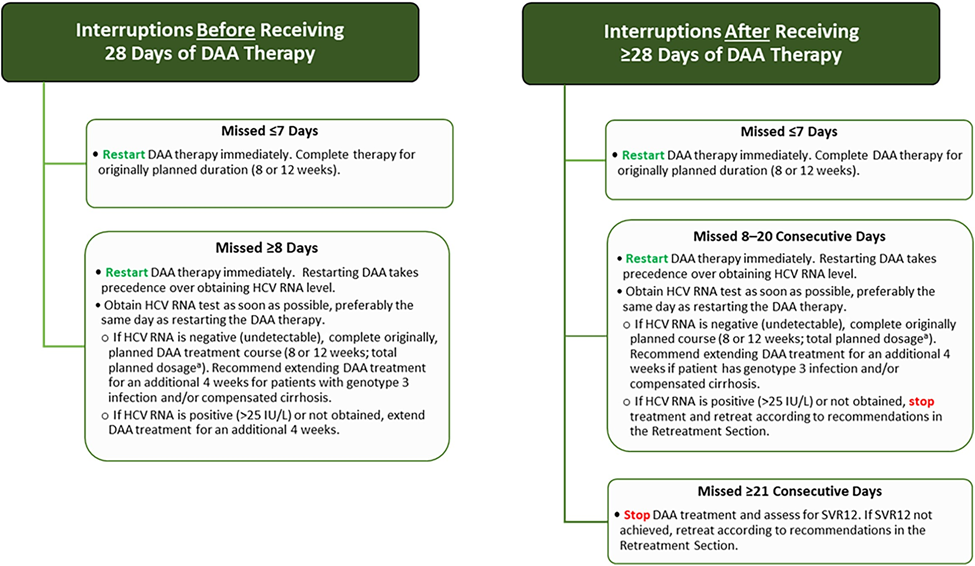 Interruptions Before Receiving
28 Days of DAA Therapy
Missed ≤7 Days
• Restart DAA therapy immediately. Complete therapy for
originally planned duration (8 or 12 weeks).
Missed ≥8 Days
• Restart DAA therapy immediately.  Restarting DAA takes
precedence over obtaining HCV RNA level.
• Obtain HCV RNA test as soon as possible, preferably the
same day as restarting the DAA therapy.
○ If HCV RNA is negative (undetectable), complete originally,
planned DAA treatment course (8 or 12 weeks; total
planned dosageᵃ). Recommend extending DAA treatment
for an additional 4 weeks for patients with genotype 3
infection and/or compensated cirrhosis.
○ If HCV RNA is positive (>25 IU/L) or not obtained, extend
DAA treatment for an additional 4 weeks.
Interruptions After Receiving
≥28 Days of DAA Therapy
Missed ≤7 Days
• Restart DAA therapy immediately. Complete DAA therapy for
originally planned duration (8 or 12 weeks).
Missed 8–20 Consecutive Days
• Restart DAA therapy immediately. Restarting DAA takes
precedence over obtaining HCV RNA level.
• Obtain HCV RNA test as soon as possible, preferably the
same day as restarting the DAA therapy.
○ If HCV RNA is negative (undetectable), complete originally
planned course (8 or 12 weeks; total planned dosageᵃ).
Recommend extending DAA treatment for an additional 4
weeks if patient has genotype 3 infection and/or
compensated cirrhosis.
○ If HCV RNA is positive (>25 IU/L) or not obtained, stop
treatment and retreat according to recommendations in
the Retreatment Section.
Missed ≥21 Consecutive Days
• Stop DAA treatment and assess for SVR12. If SVR12 not
achieved, retreat according to recommendations in the
Retreatment Section.